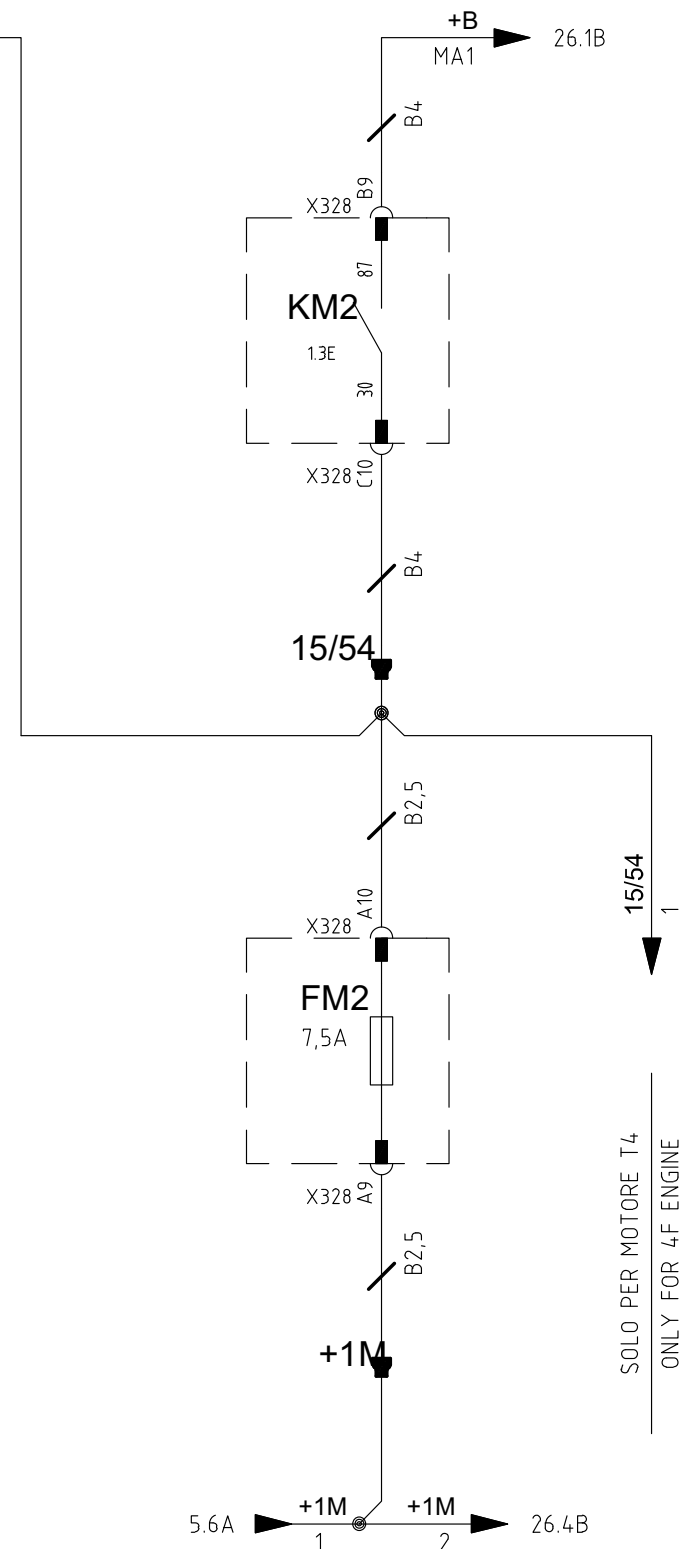 +B
MA1
26.1B
B4
B9
X328
87
KM2
1.3E
30
X328
C10
B4
15/54
B2,5
15/54
1
A10
X328
FM2
7,5A
X328
A9
B2,5
SOLO PER MOTORE T4
ONLY FOR 4F ENGINE
+1M
5.6A
+1M
1
+1M
2
26.4B